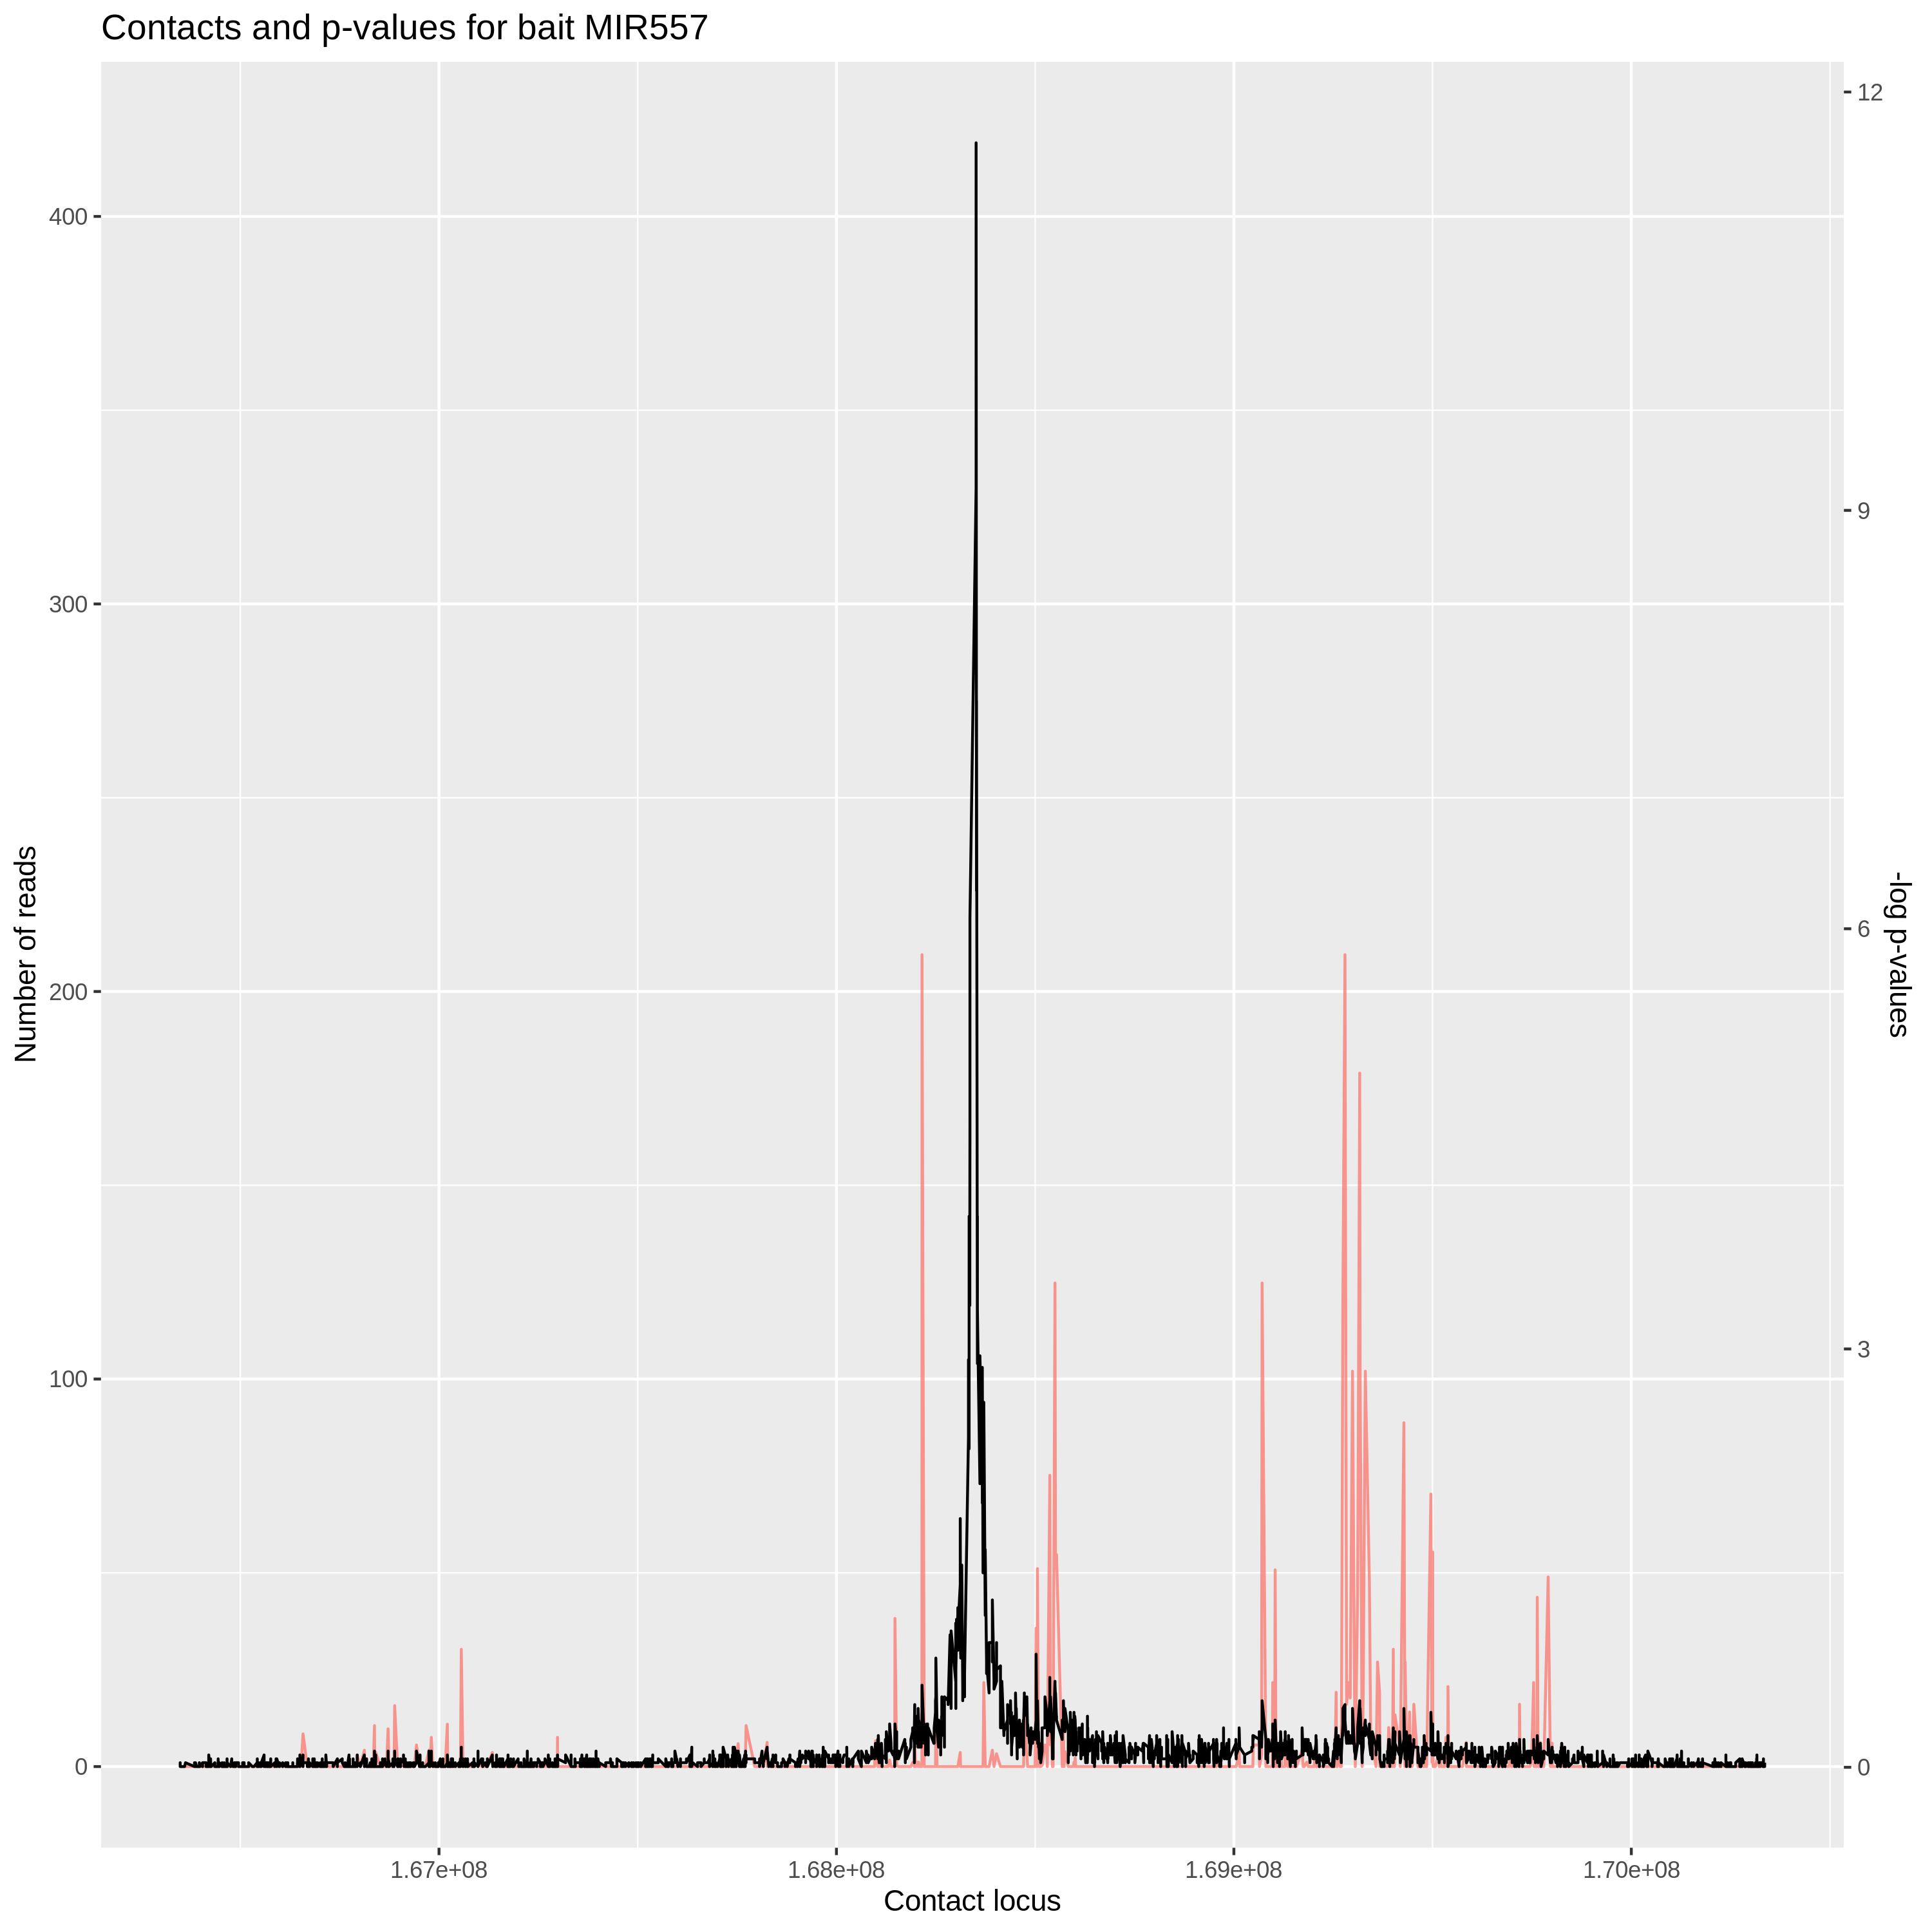 Contacts and p-values for bait MIR557
12
400
9
300
Number of reads
-log p-values
6
200
3
100
0
0
1.67e+08
1.68e+08
1.69e+08
1.70e+08
Contact locus